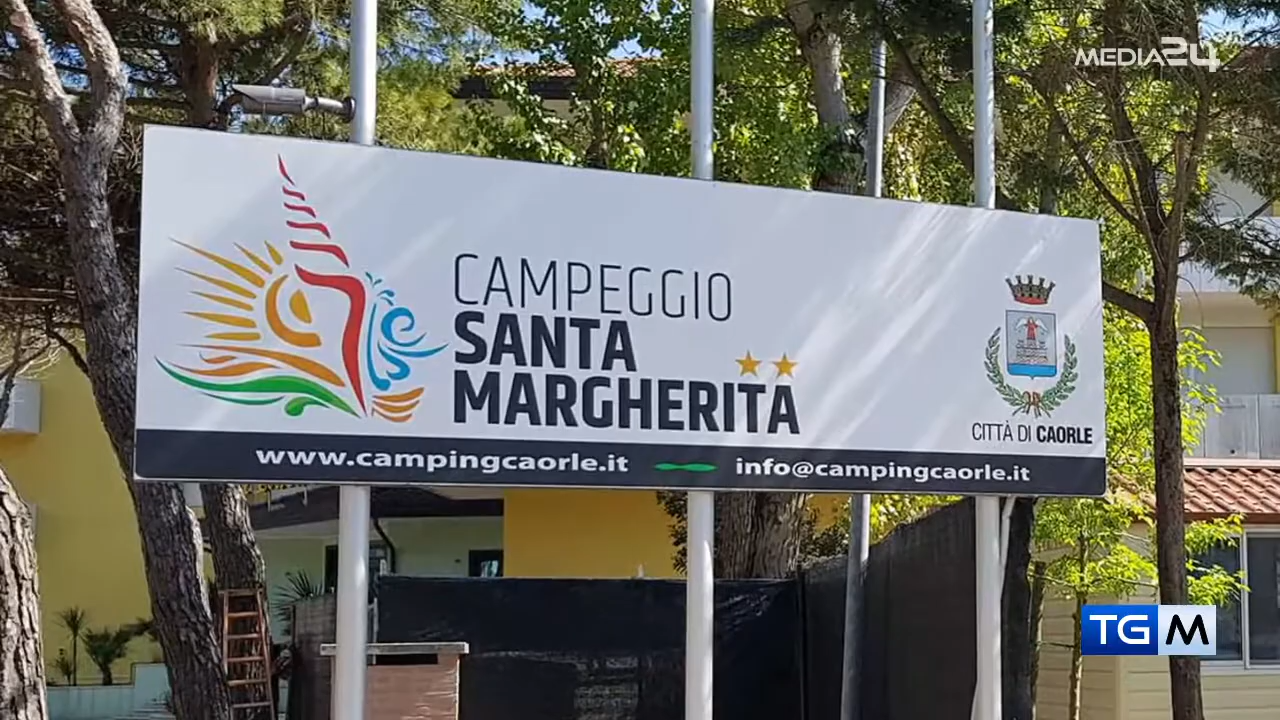 MEDIA24
CAMPEGGIO
SANTA
MARGHERITA
CITTÀ DI CAORLE
www.campingcaorle.it info@campingcaorle.it
TGM